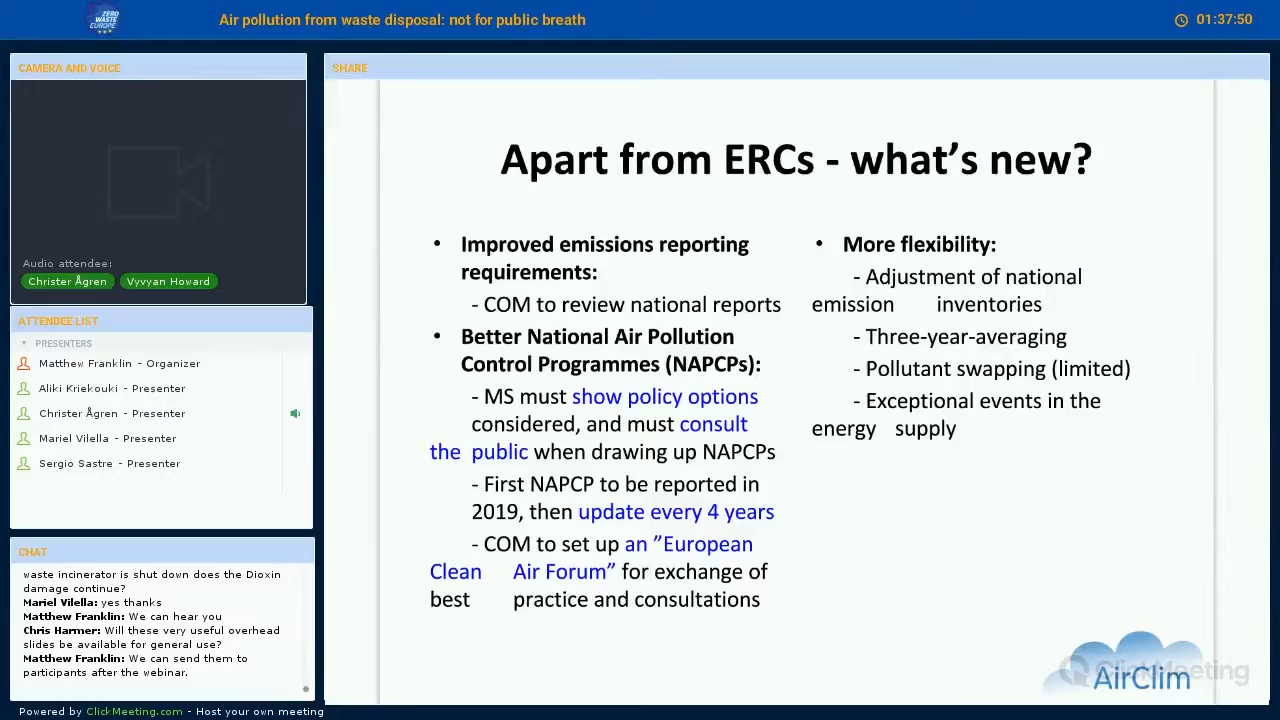 ZERO WASTE EUROPE
Air pollution from waste disposal: not for public breath
01:37:50
CAMERA AND VOICE
Audio attendee:
Christer Ågren
Vyvyan Howard
ATTENDEE LIST
PRESENTERS
Matthew Franklin - Organizer
Aliki Kriekouki - Presenter
Christer Ågren - Presenter
Mariel Vilella - Presenter
Sergio Sastre - Presenter
CHAT
waste incinerator is shut down does the Dioxin
damage continue?
Mariel Vilella: yes thanks
Matthew Franklin: We can hear you
Chris Harmer: Will these very useful overhead
slides be available for general use?
Matthew Franklin: We can send them to
participants after the webinar.
SHARE
Apart from ERCs - what’s new?
• Improved emissions reporting
requirements:
- COM to review national reports
• Better National Air Pollution
Control Programmes (NAPCPs):
- MS must show policy options
considered, and must consult
the public when drawing up NAPCPs
- First NAPCP to be reported in
2019, then update every 4 years
- COM to set up an ”European
Clean Air Forum” for exchange of
best practice and consultations
• More flexibility:
- Adjustment of national
emission inventories
- Three-year-averaging
- Pollutant swapping (limited)
- Exceptional events in the
energy supply
ClickMeeting
AirClim
Powered by ClickMeeting.com - Host your own meeting